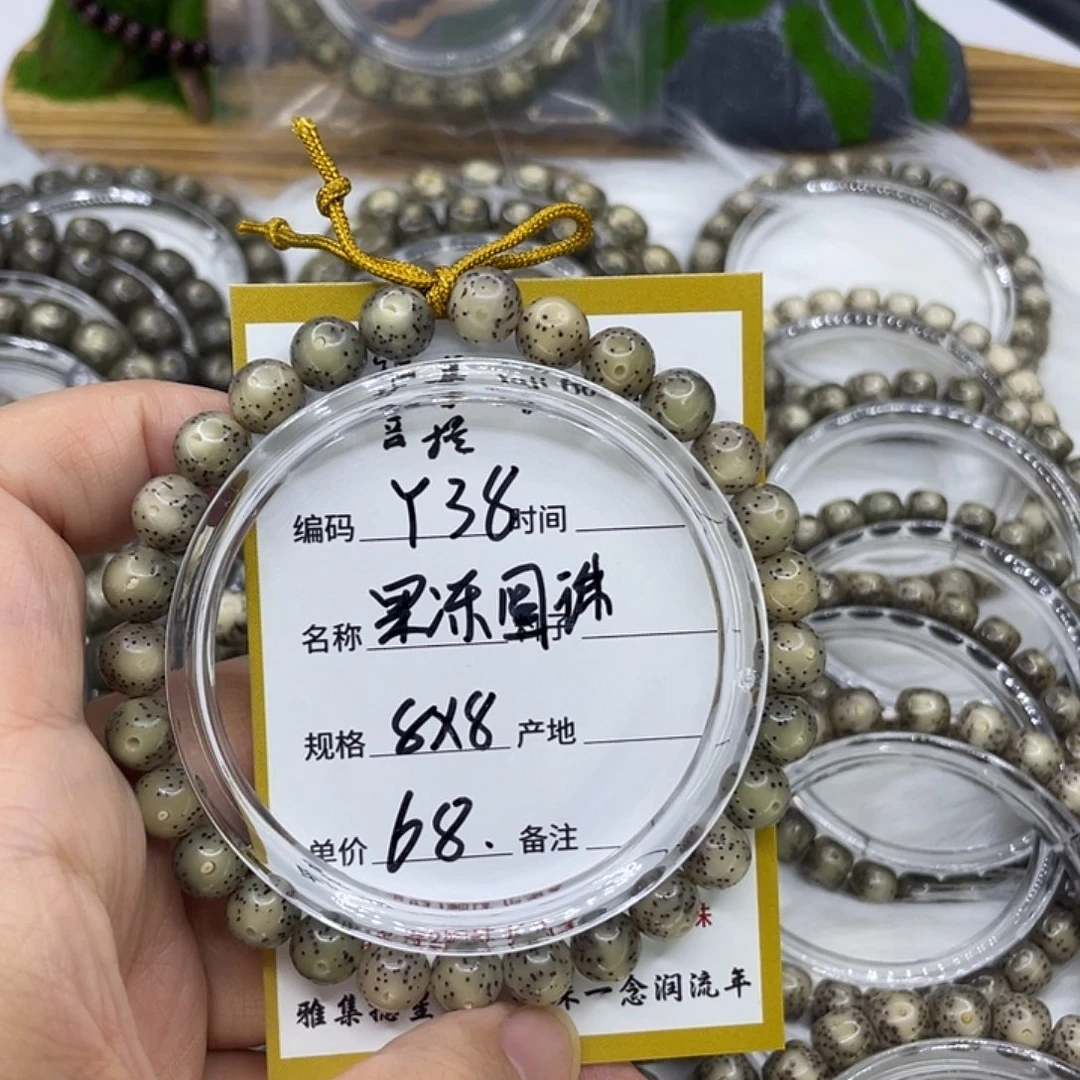 菩提
编码 Y38 时间
名称 果冻圆珠
规格 8X8 产地
单价 68. 备注
珠
雅集 一念润流年